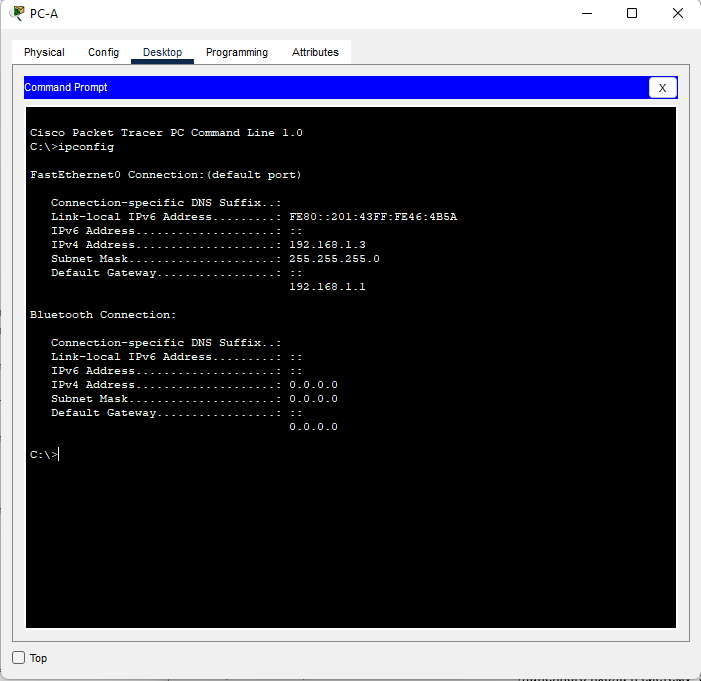 PC-A
Physical Config Desktop Programming Attributes
Command Prompt
X
Cisco Packet Tracer PC Command Line 1.0
C:\>ipconfig
FastEthernet0 Connection:(default port)
Connection-specific DNS Suffix..:
Link-local IPv6 Address.........: FE80::201:43FF:FE46:4B5A
IPv6 Address....................: ::
IPv4 Address....................: 192.168.1.3
Subnet Mask.....................: 255.255.255.0
Default Gateway.................: ::
192.168.1.1
Bluetooth Connection:
Connection-specific DNS Suffix..:
Link-local IPv6 Address.........: ::
IPv6 Address....................: ::
IPv4 Address....................: 0.0.0.0
Subnet Mask.....................: 0.0.0.0
Default Gateway.................: ::
0.0.0.0
C:\>
Top